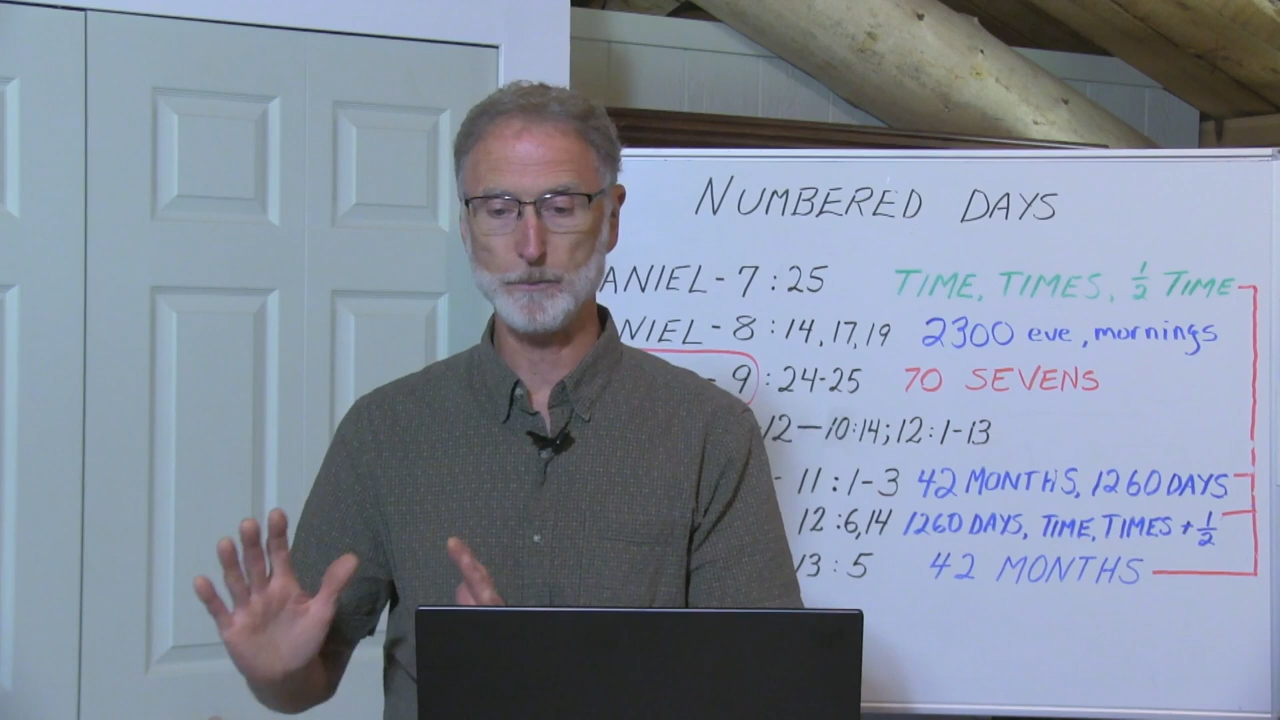 NUMBERED DAYS
ANIEL - 7:25 TIME, TIMES, ½ TIME
NIEL - 8:14,17,19 2300 eve, mornings
- 9:24-25 70 SEVENS
12—10:14; 12:1-13
- 11:1-3 42 MONTHS, 1260 DAYS
12:6,14 1260 DAYS, TIME, TIMES + ½
13:5 42 MONTHS